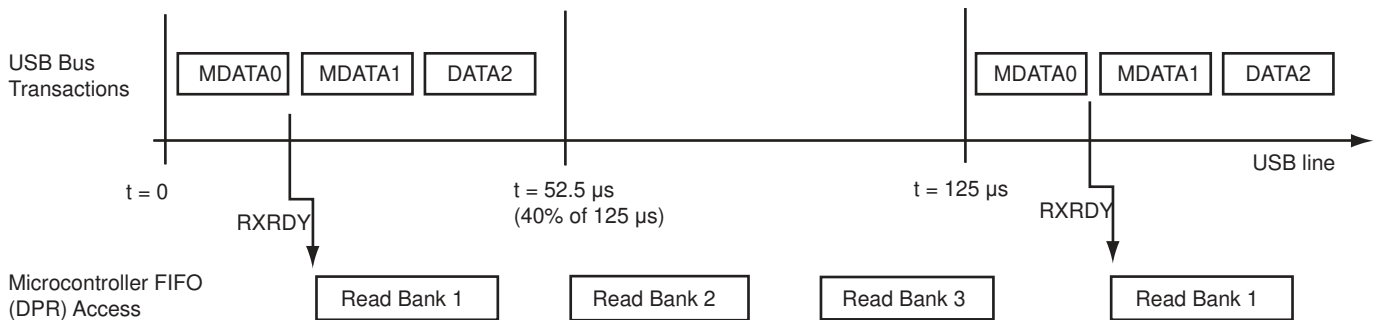 USB Bus
Transactions
MDATA0 MDATA1 DATA2 MDATA0 MDATA1 DATA2
USB line
t = 0 t = 52.5 µs t = 125 µs
(40% of 125 µs)
RXRDY RXRDY
Microcontroller FIFO
(DPR) Access
Read Bank 1 Read Bank 2 Read Bank 3 Read Bank 1